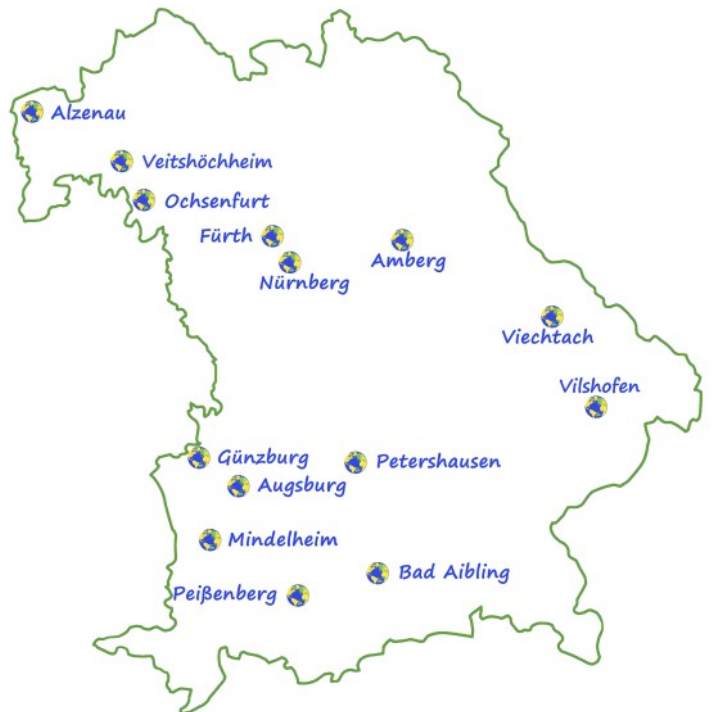 Alzenau
Veitshöchheim
Ochsenfurt
Fürth
Nürnberg
Amberg
Viechtach
Vilshofen
Günzburg
Petershausen
Augsburg
Mindelheim
Bad Aibling
Peißenberg